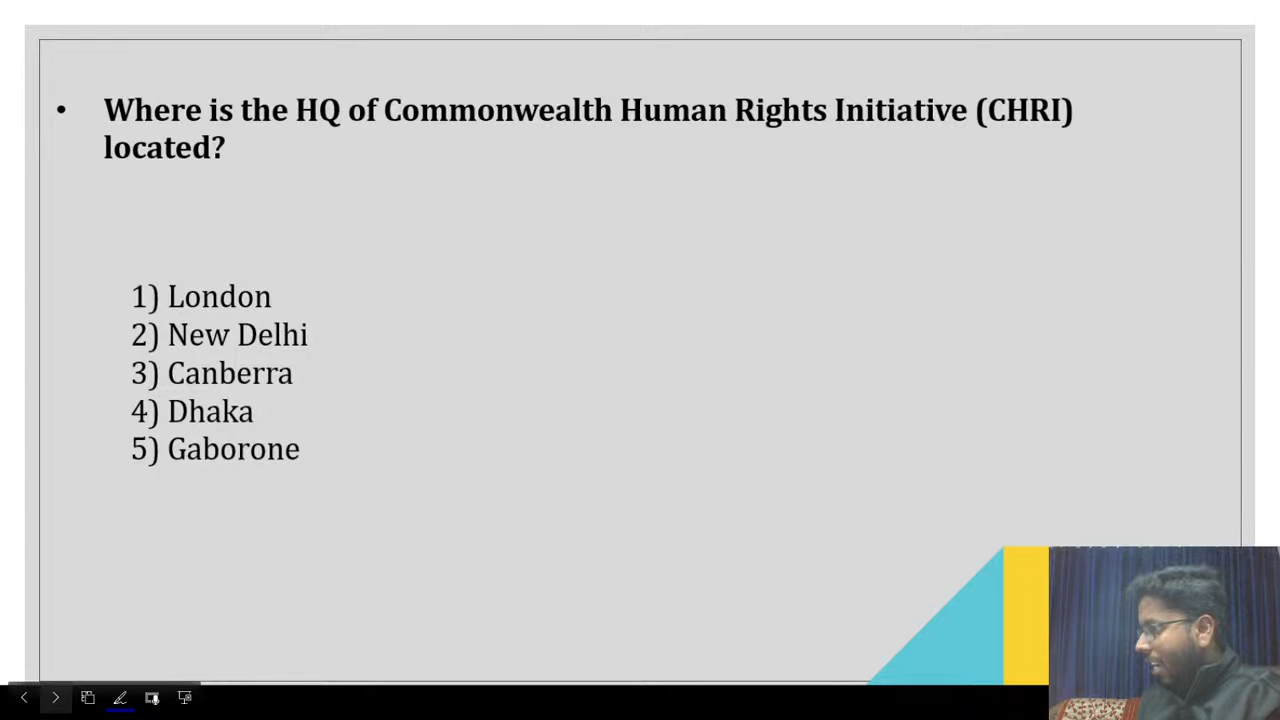 • Where is the HQ of Commonwealth Human Rights Initiative (CHRI)
located?
1) London
2) New Delhi
3) Canberra
4) Dhaka
5) Gaborone